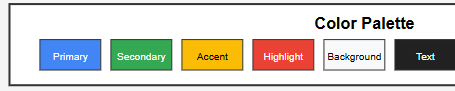 Color Palette
Primary Secondary Accent Highlight Background Text